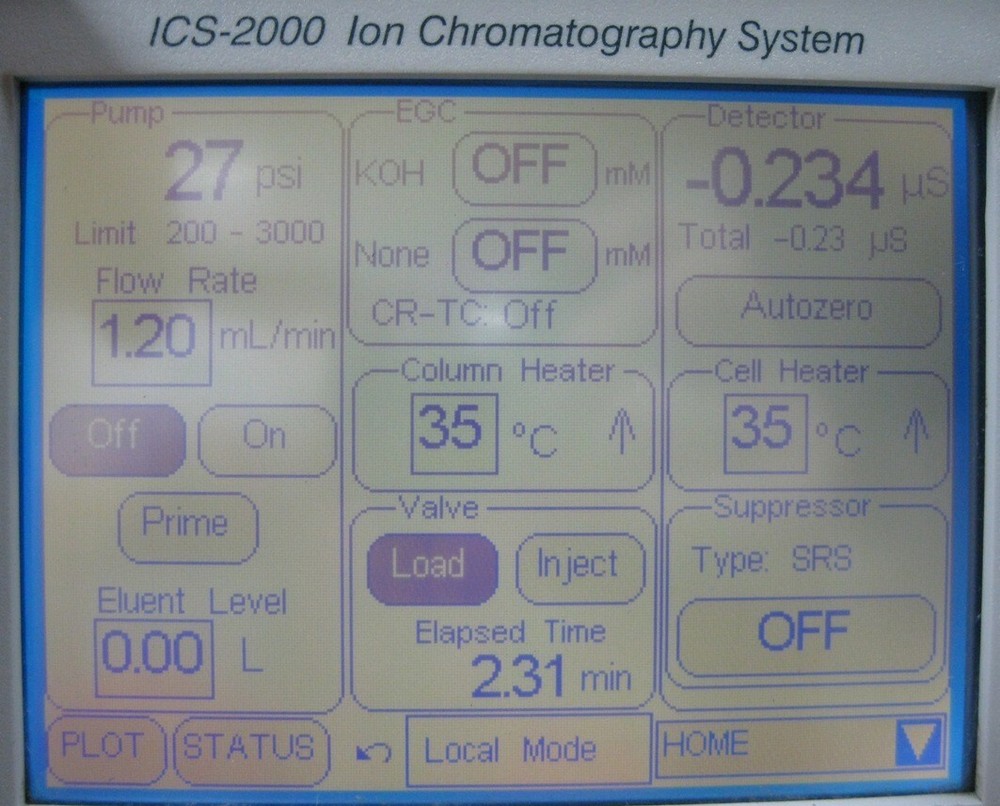 ICS-2000 Ion Chromatography System
Pump
27 psi
Limit 200 - 3000
Flow Rate
1.20 mL/min
Off On
Prime
Eluent Level
0.00 L
EGC
KOH OFF mM
None OFF mM
CR-TC: Off
Column Heater
35 °C
Valve
Load Inject
Elapsed Time
2.31 min
Detector
-0.234 µS
Total -0.23 µS
Autozero
Cell Heater
35 °C
Suppressor
Type: SRS
OFF
PLOT STATUS Local Mode HOME